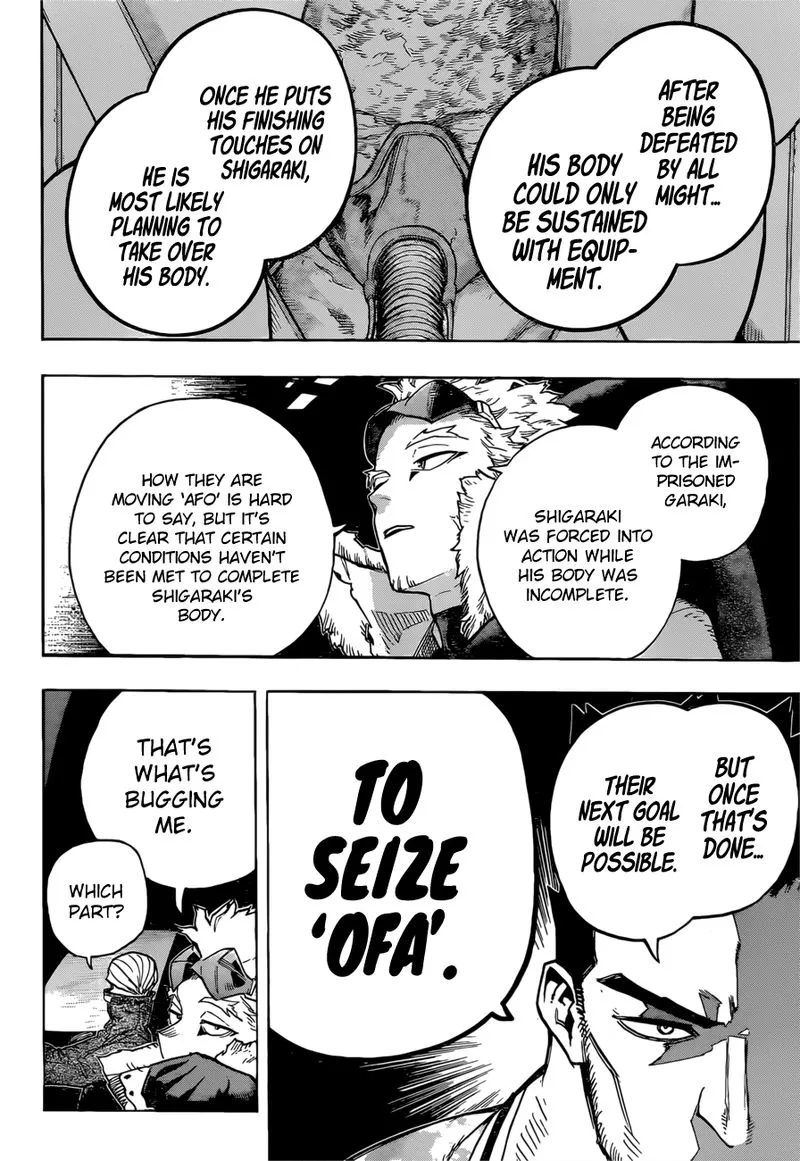 AFTER
BEING
DEFEATED
BY ALL
MIGHT...
HIS BODY
COULD ONLY
BE SUSTAINED
WITH EQUIP-
MENT.
ONCE HE PUTS
HIS FINISHING
TOUCHES ON
SHIGARAKI,
HE IS
MOST LIKELY
PLANNING TO
TAKE OVER
HIS BODY.
ACCORDING
TO THE IM-
PRISONED
GARAKI,
SHIGARAKI
WAS FORCED INTO
ACTION WHILE
HIS BODY WAS
INCOMPLETE.
HOW THEY ARE
MOVING 'AFO' IS HARD
TO SAY, BUT IT'S
CLEAR THAT CERTAIN
CONDITIONS HAVEN'T
BEEN MET TO COMPLETE
SHIGARAKI'S
BODY.
BUT
ONCE
THAT'S
DONE...
THEIR
NEXT GOAL
WILL BE
POSSIBLE.
TO
SEIZE
'OFA'.
THAT'S
WHAT'S
BUGGING
ME.
WHICH
PART?